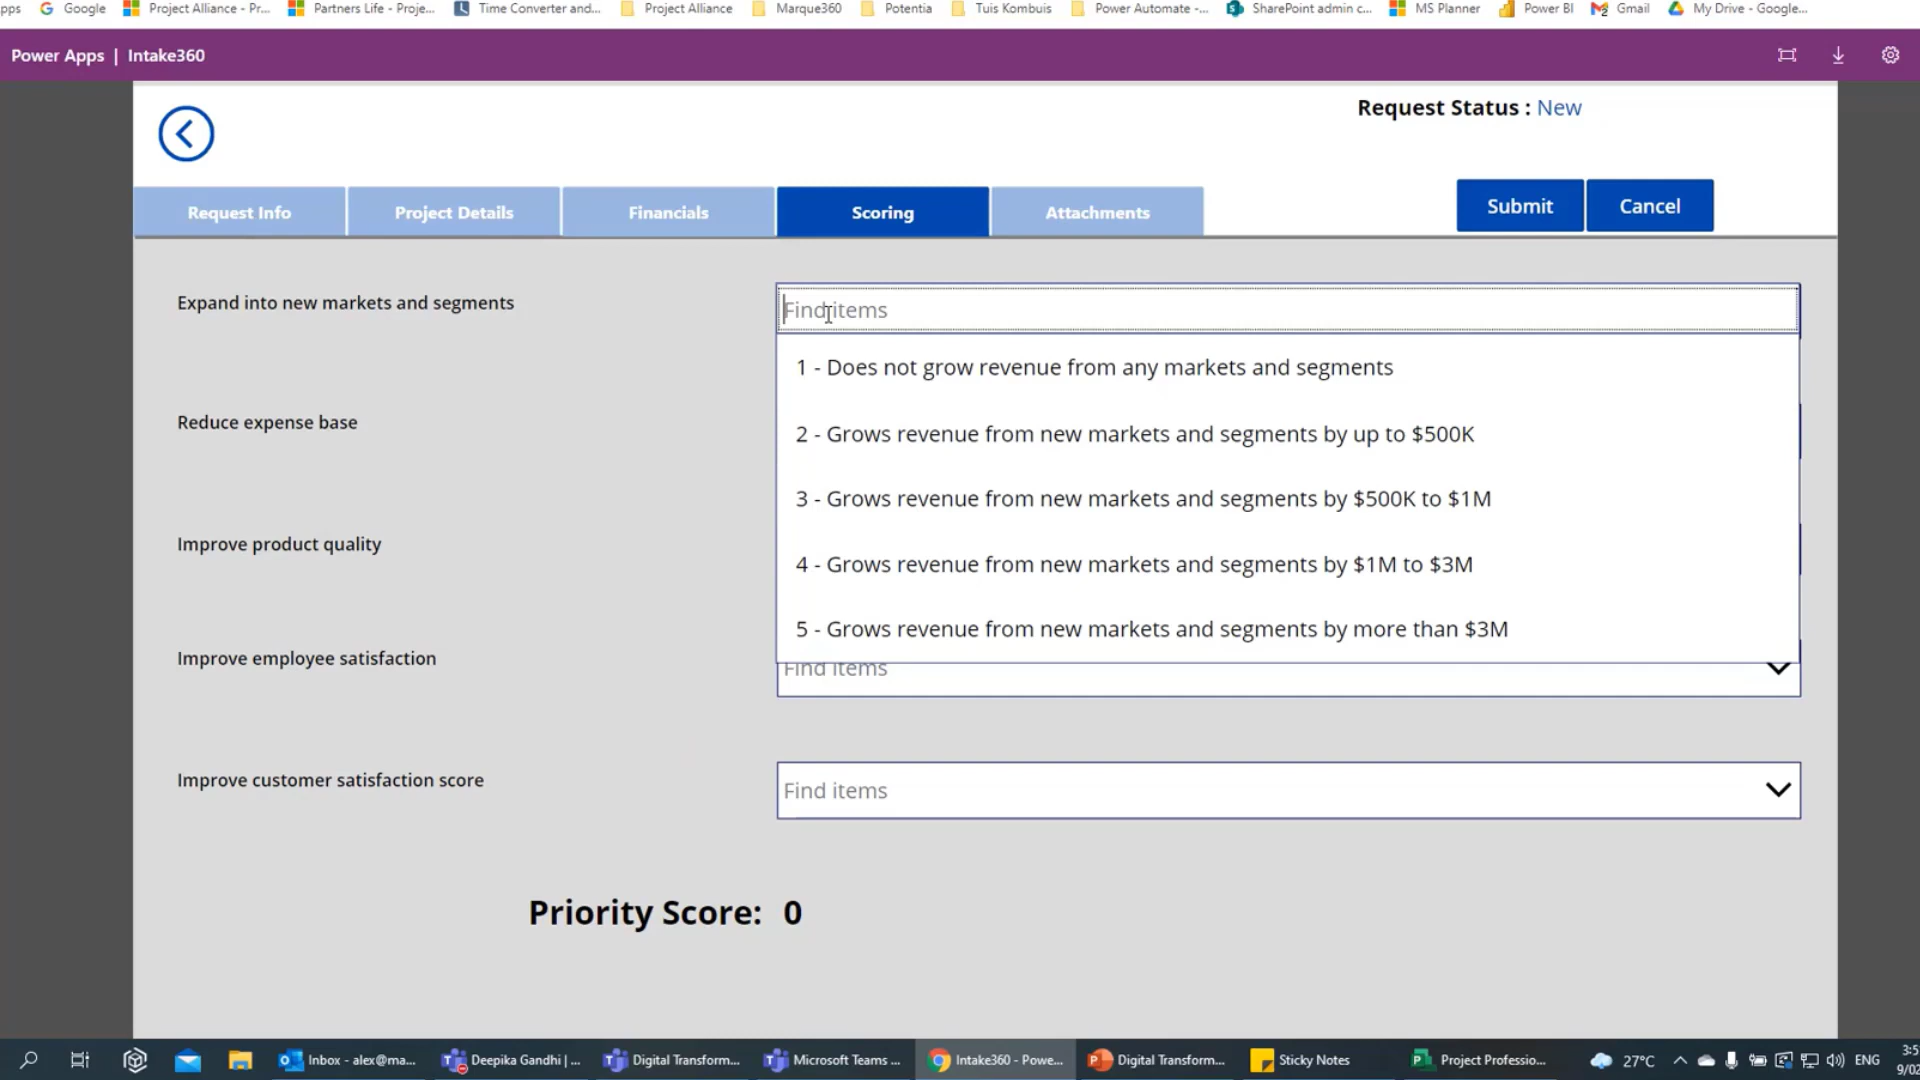 pps Google Project Alliance - Pr... Partners Life - Proje... Time Converter and... Project Alliance Marque360 Potentia Tuis Kombuis Power Automate -... SharePoint admin c... MS Planner Power BI Gmail My Drive - Google...
Power Apps | Intake360
Request Status : New
Request Info Project Details Financials Scoring Attachments Submit Cancel
Expand into new markets and segments Find items
1 - Does not grow revenue from any markets and segments
Reduce expense base
2 - Grows revenue from new markets and segments by up to $500K
3 - Grows revenue from new markets and segments by $500K to $1M
Improve product quality
4 - Grows revenue from new markets and segments by $1M to $3M
5 - Grows revenue from new markets and segments by more than $3M
Improve employee satisfaction Find items
Improve customer satisfaction score Find items
Priority Score: 0
Inbox - alex@ma... Deepika Gandhi | ... Digital Transform... Microsoft Teams ... Intake360 - Powe... Digital Transform... Sticky Notes Project Professio... 27°C ENG 3:5
9/02